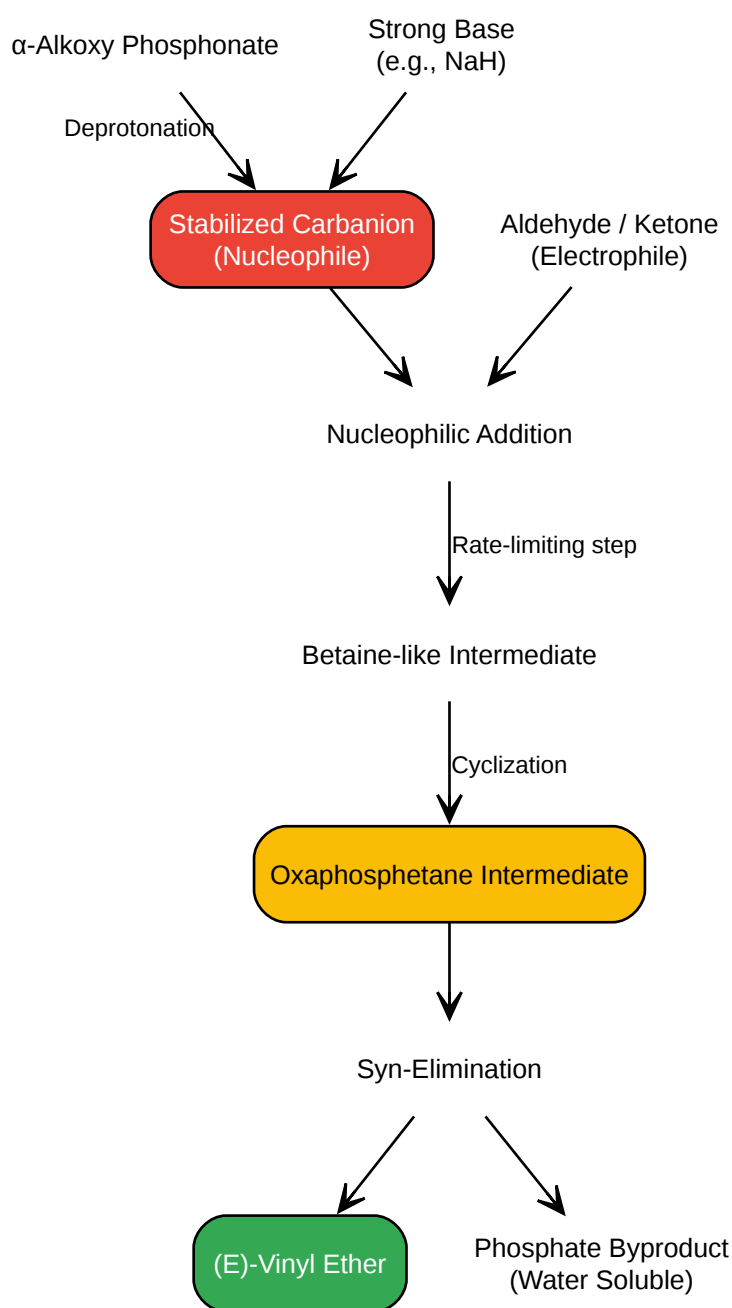 α-Alkoxy Phosphonate
Strong Base
(e.g., NaH)
Deprotonation
Stabilized Carbanion
(Nucleophile)
Aldehyde / Ketone
(Electrophile)
Nucleophilic Addition
Rate-limiting step
Betaine-like Intermediate
Cyclization
Oxaphosphetane Intermediate
Syn-Elimination
(E)-Vinyl Ether
Phosphate Byproduct
(Water Soluble)